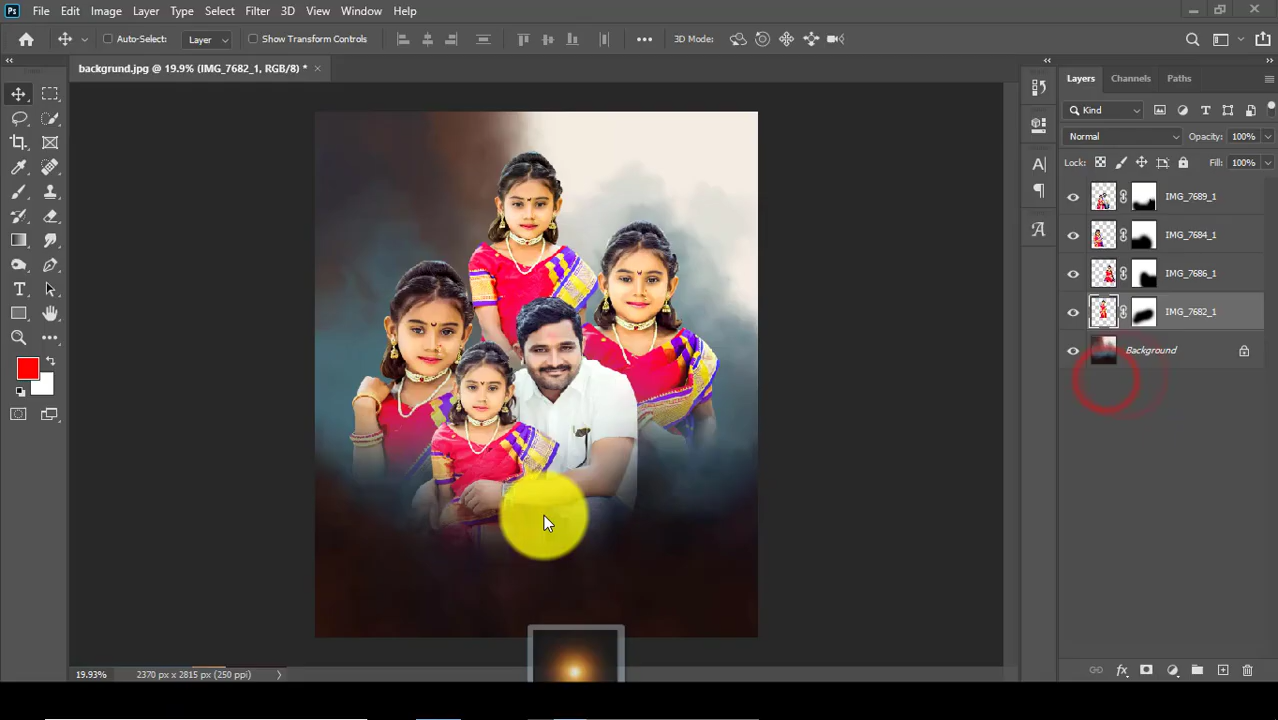 Ps File Edit Image Layer Type Select Filter 3D View Window Help
Auto-Select: Layer Show Transform Controls 3D Mode:
backgrund.jpg @ 19.9% (IMG_7682_1, RGB/8) *
Layers Channels Paths
Kind
Normal Opacity: 100%
Lock: Fill: 100%
IMG_7689_1
IMG_7684_1
IMG_7686_1
IMG_7682_1
Background
19.93% 2370 px x 2815 px (250 ppi)